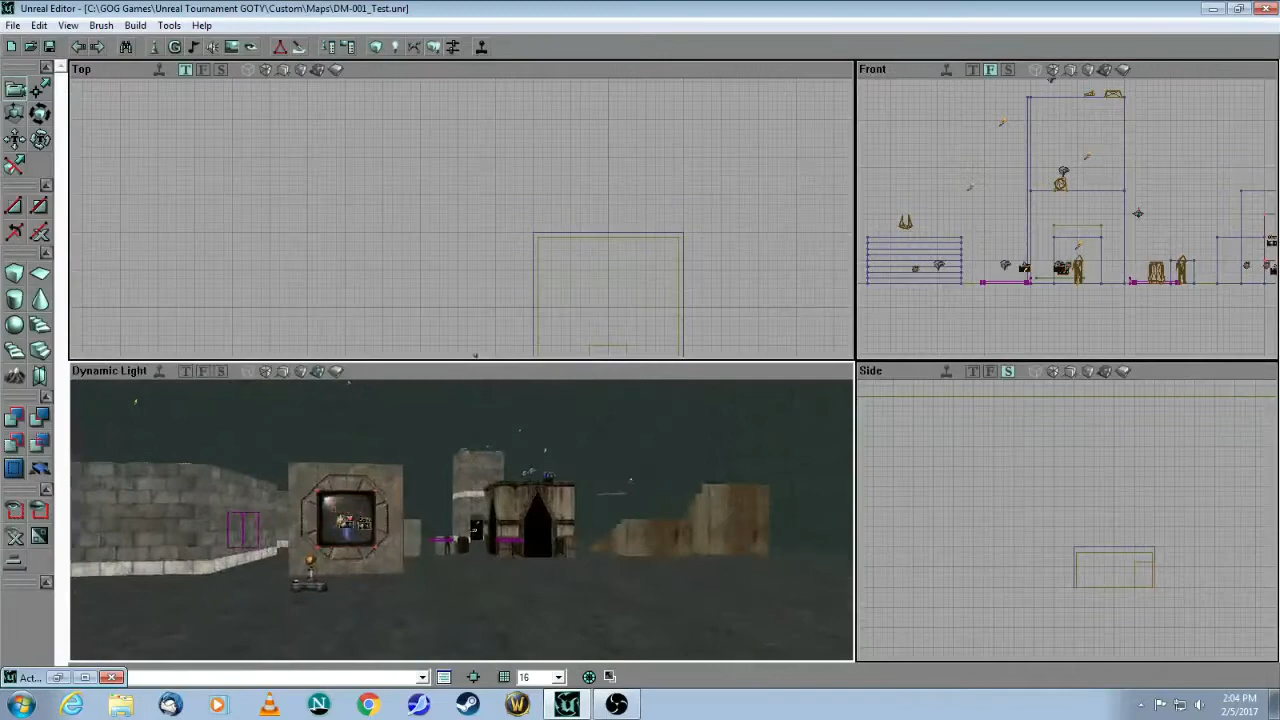 Unreal Editor - [C:\GOG Games\Unreal Tournament GOTY\Custom\Maps\DM-001_Test.unr]
File Edit View Brush Build Tools Help
Top T F S
Front T F S
Dynamic Light T F S
Side T F S
Act... 16
2:04 PM
2/5/2017